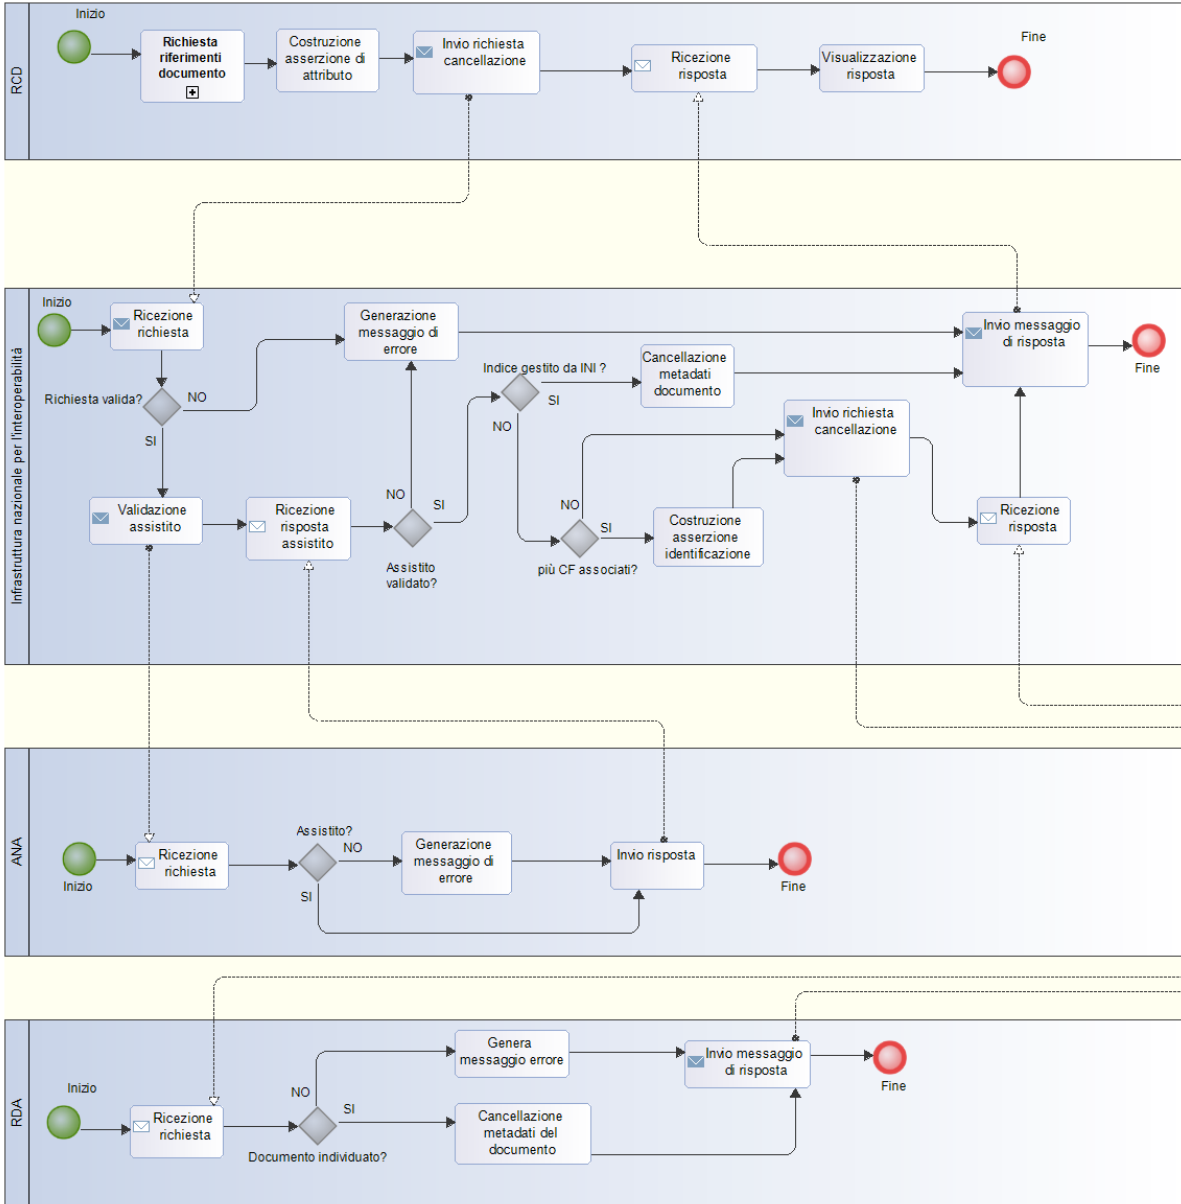 Inizio
Richiesta
riferimenti
documento
Costruzione
asserzione di
attributo
Invio richiesta
cancellazione
Ricezione
risposta
Visualizzazione
risposta
Fine
RCD
Inizio
Ricezione
richiesta
Generazione
messaggio di
errore
Invio messaggio
di risposta
Fine
Richiesta valida?
NO
SI
Indice gestito da INI ?
SI
NO
Cancellazione
metadati
documento
Invio richiesta
cancellazione
Validazione
assistito
Ricezione
risposta
assistito
NO
SI
Assistito
validato?
NO
SI
più CF associati?
Costruzione
asserzione
identificazione
Ricezione
risposta
Infrastruttura nazionale per l'interoperabilità
Inizio
Ricezione
richiesta
Assistito?
NO
SI
Generazione
messaggio di
errore
Invio risposta
Fine
ANA
Inizio
Ricezione
richiesta
NO
SI
Documento individuato?
Genera
messaggio errore
Cancellazione
metadati del
documento
Invio messaggio
di risposta
Fine
RDA